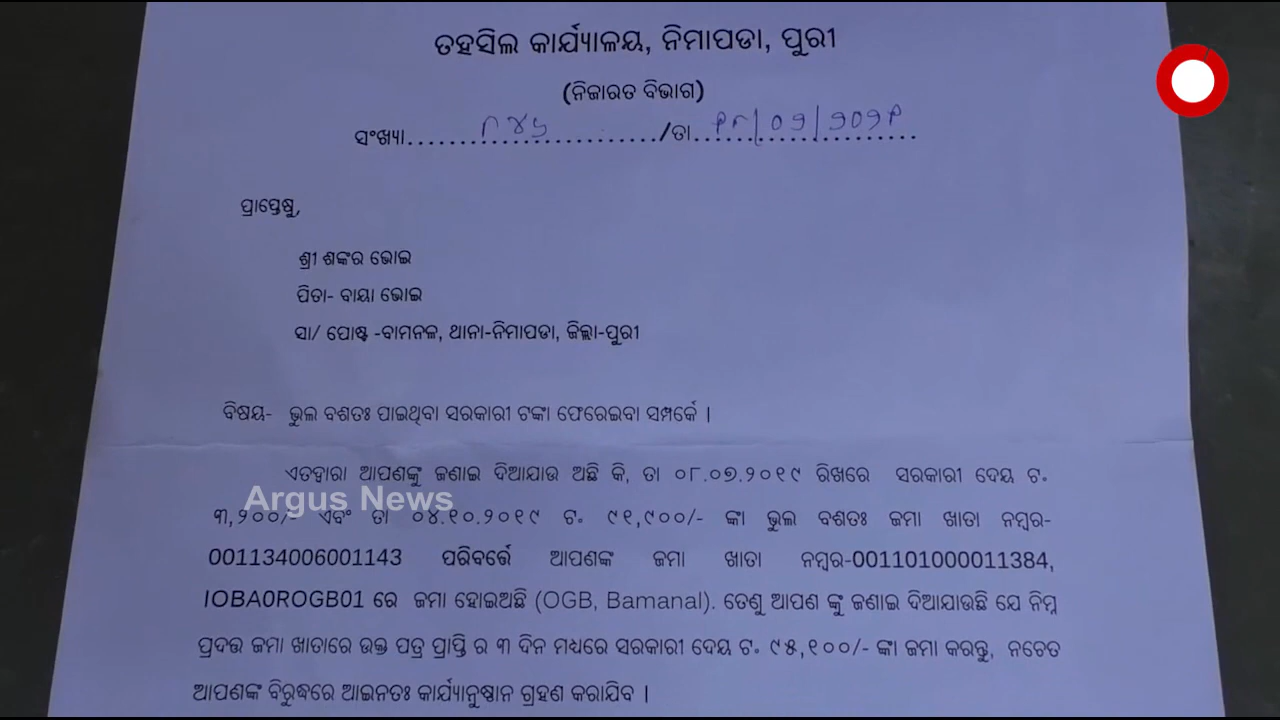 ତହସିଲ କାର୍ଯ୍ୟାଳୟ, ନିମାପଡା, ପୁରୀ
(ନିଜାରତ ବିଭାଗ)
ସଂଖ୍ୟା......................../ତା.....................
ପ୍ରାପ୍ତେଷୁ,
ଶ୍ରୀ ଶଙ୍କର ଭୋଇ
ପିତା- ବାୟା ଭୋଇ
ସା/ ପୋଷ୍ଟ -ବାମନଳ, ଥାନା-ନିମାପଡା, ଜିଲ୍ଲା-ପୁରୀ
ବିଷୟ- ଭୁଲ ବଶତଃ ପାଇଥିବା ସରକାରୀ ଟଙ୍କା ଫେରେଇବା ସମ୍ପର୍କେ ।
ଏତଦ୍ୱାରା ଆପଣଙ୍କୁ ଜଣାଇ ଦିଆଯାଉ ଅଛି କି, ତା ୦୮.୦୭.୨୦୧୯ ରିଖରେ ସରକାରୀ ଦେୟ ଟ.
Argus News
୩,୨୦୦/- ଏବଂ ତା ୦୪.୧୦.୨୦୧୯ ଟ. ୯୧,୯୦୦/- ଙ୍କା ଭୁଲ ବଶତଃ ଜମା ଖାତା ନମ୍ବର-
001134006001143 ପରିବର୍ତ୍ତେ ଆପଣଙ୍କ ଜମା ଖାତା ନମ୍ବର-001101000011384,
IOBA0ROGB01 ରେ ଜମା ହୋଇଅଛି (OGB, Bamanal). ତେଣୁ ଆପଣ ଙ୍କୁ ଜଣାଇ ଦିଆଯାଉଛି ଯେ ନିମ୍ନ
ପ୍ରଦତ୍ତ ଜମା ଖାତାରେ ଉକ୍ତ ପତ୍ର ପ୍ରାପ୍ତି ର ୩ ଦିନ ମଧ୍ୟରେ ସରକାରୀ ଦେୟ ଟ. ୯୫,୧୦୦/- ଙ୍କା ଜମା କରନ୍ତୁ, ନଚେତ
ଆପଣଙ୍କ ବିରୁଦ୍ଧରେ ଆଇନତଃ କାର୍ଯ୍ୟାନୁଷ୍ଠାନ ଗ୍ରହଣ କରାଯିବ ।